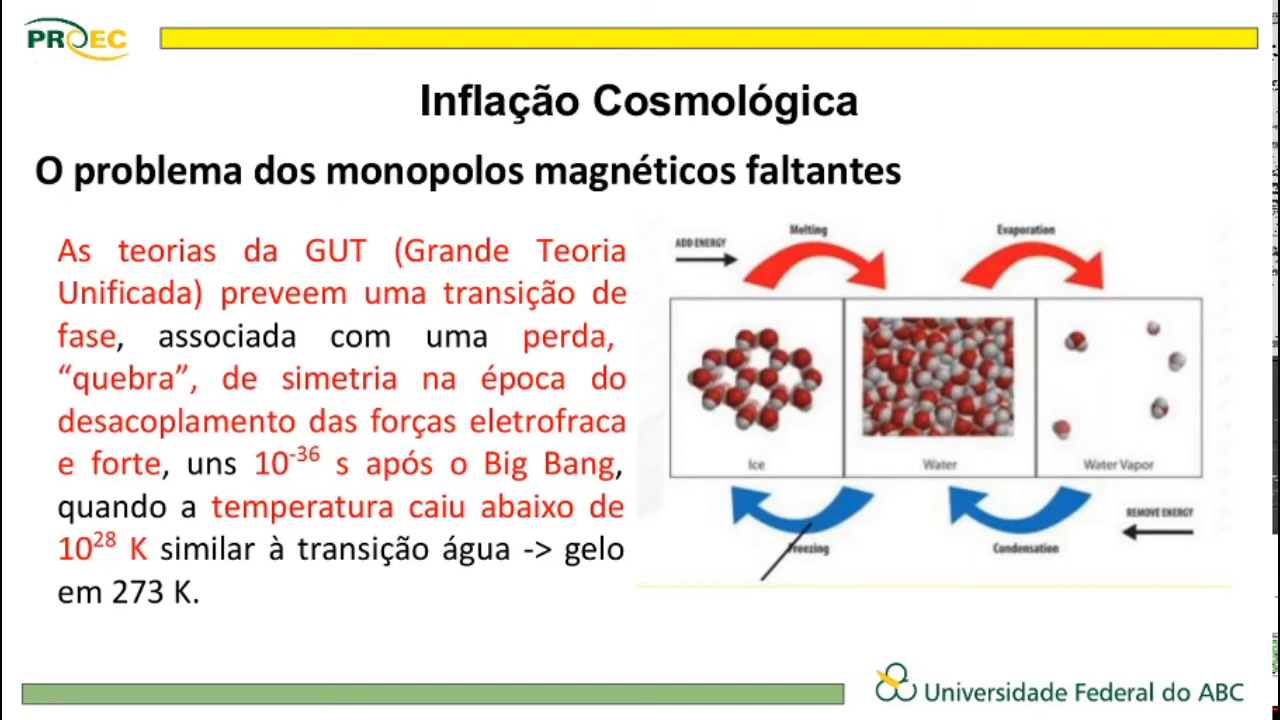 PROEC
Inflação Cosmológica
O problema dos monopolos magnéticos faltantes
As teorias da GUT (Grande Teoria
Unificada) preveem uma transição de
fase, associada com uma perda,
“quebra”, de simetria na época do
desacoplamento das forças eletrofraca
e forte, uns 10⁻³⁶ s após o Big Bang,
quando a temperatura caiu abaixo de
10²⁸ K similar à transição água -> gelo
em 273 K.
ADD ENERGY
Melting
Evaporation
Ice
Water
Water Vapor
REMOVE ENERGY
Freezing
Condensation
Universidade Federal do ABC